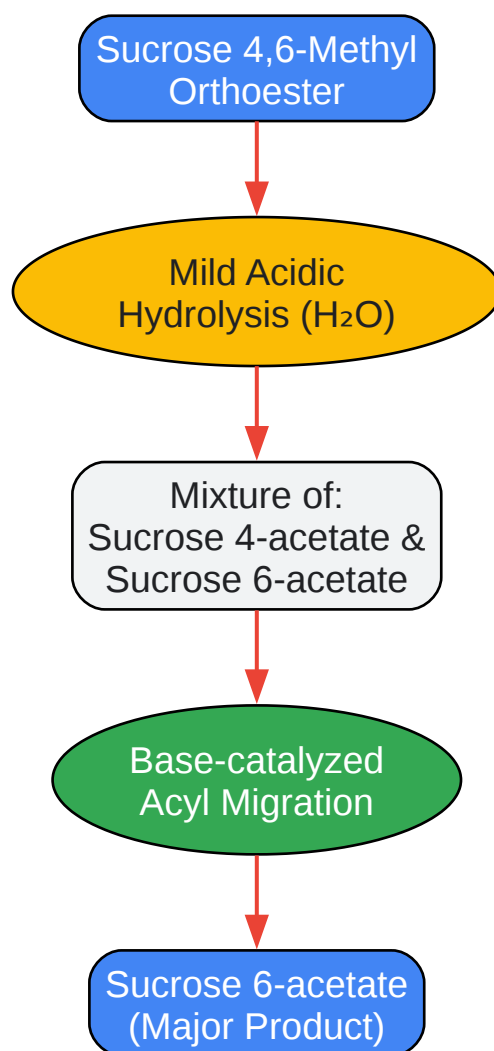 Sucrose 4,6-Methyl
Orthoester
Mild Acidic
Hydrolysis (H₂O)
Mixture of:
Sucrose 4-acetate &
Sucrose 6-acetate
Base-catalyzed
Acyl Migration
Sucrose 6-acetate
(Major Product)